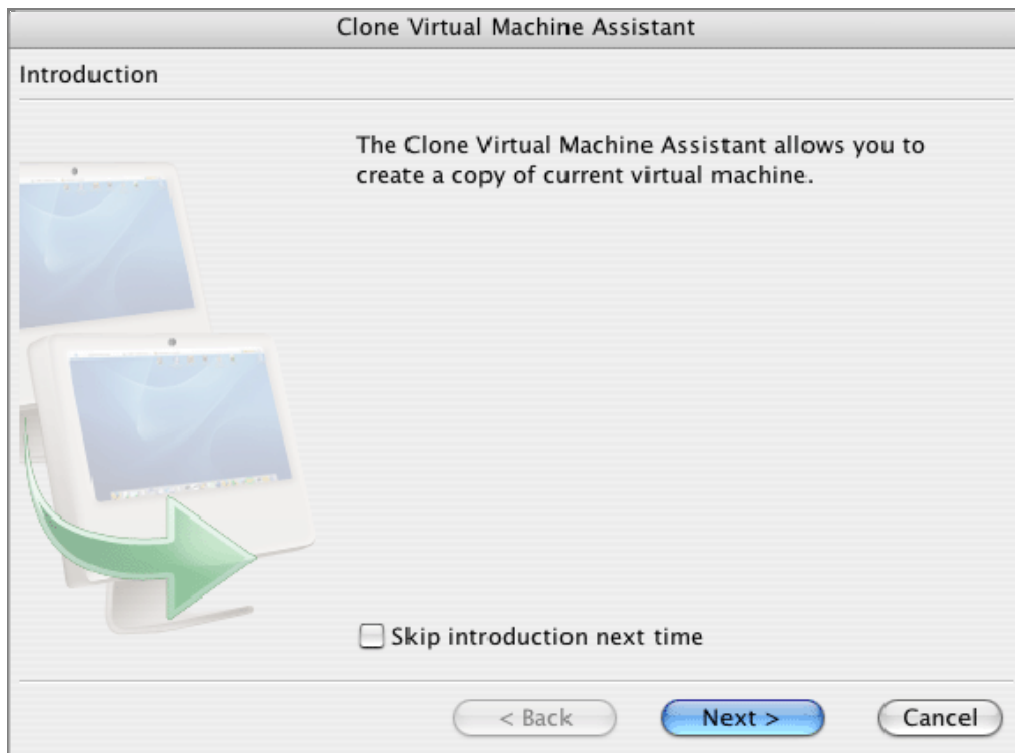 Clone Virtual Machine Assistant
Introduction
The Clone Virtual Machine Assistant allows you to
create a copy of current virtual machine.
Skip introduction next time
< Back
Next >
Cancel